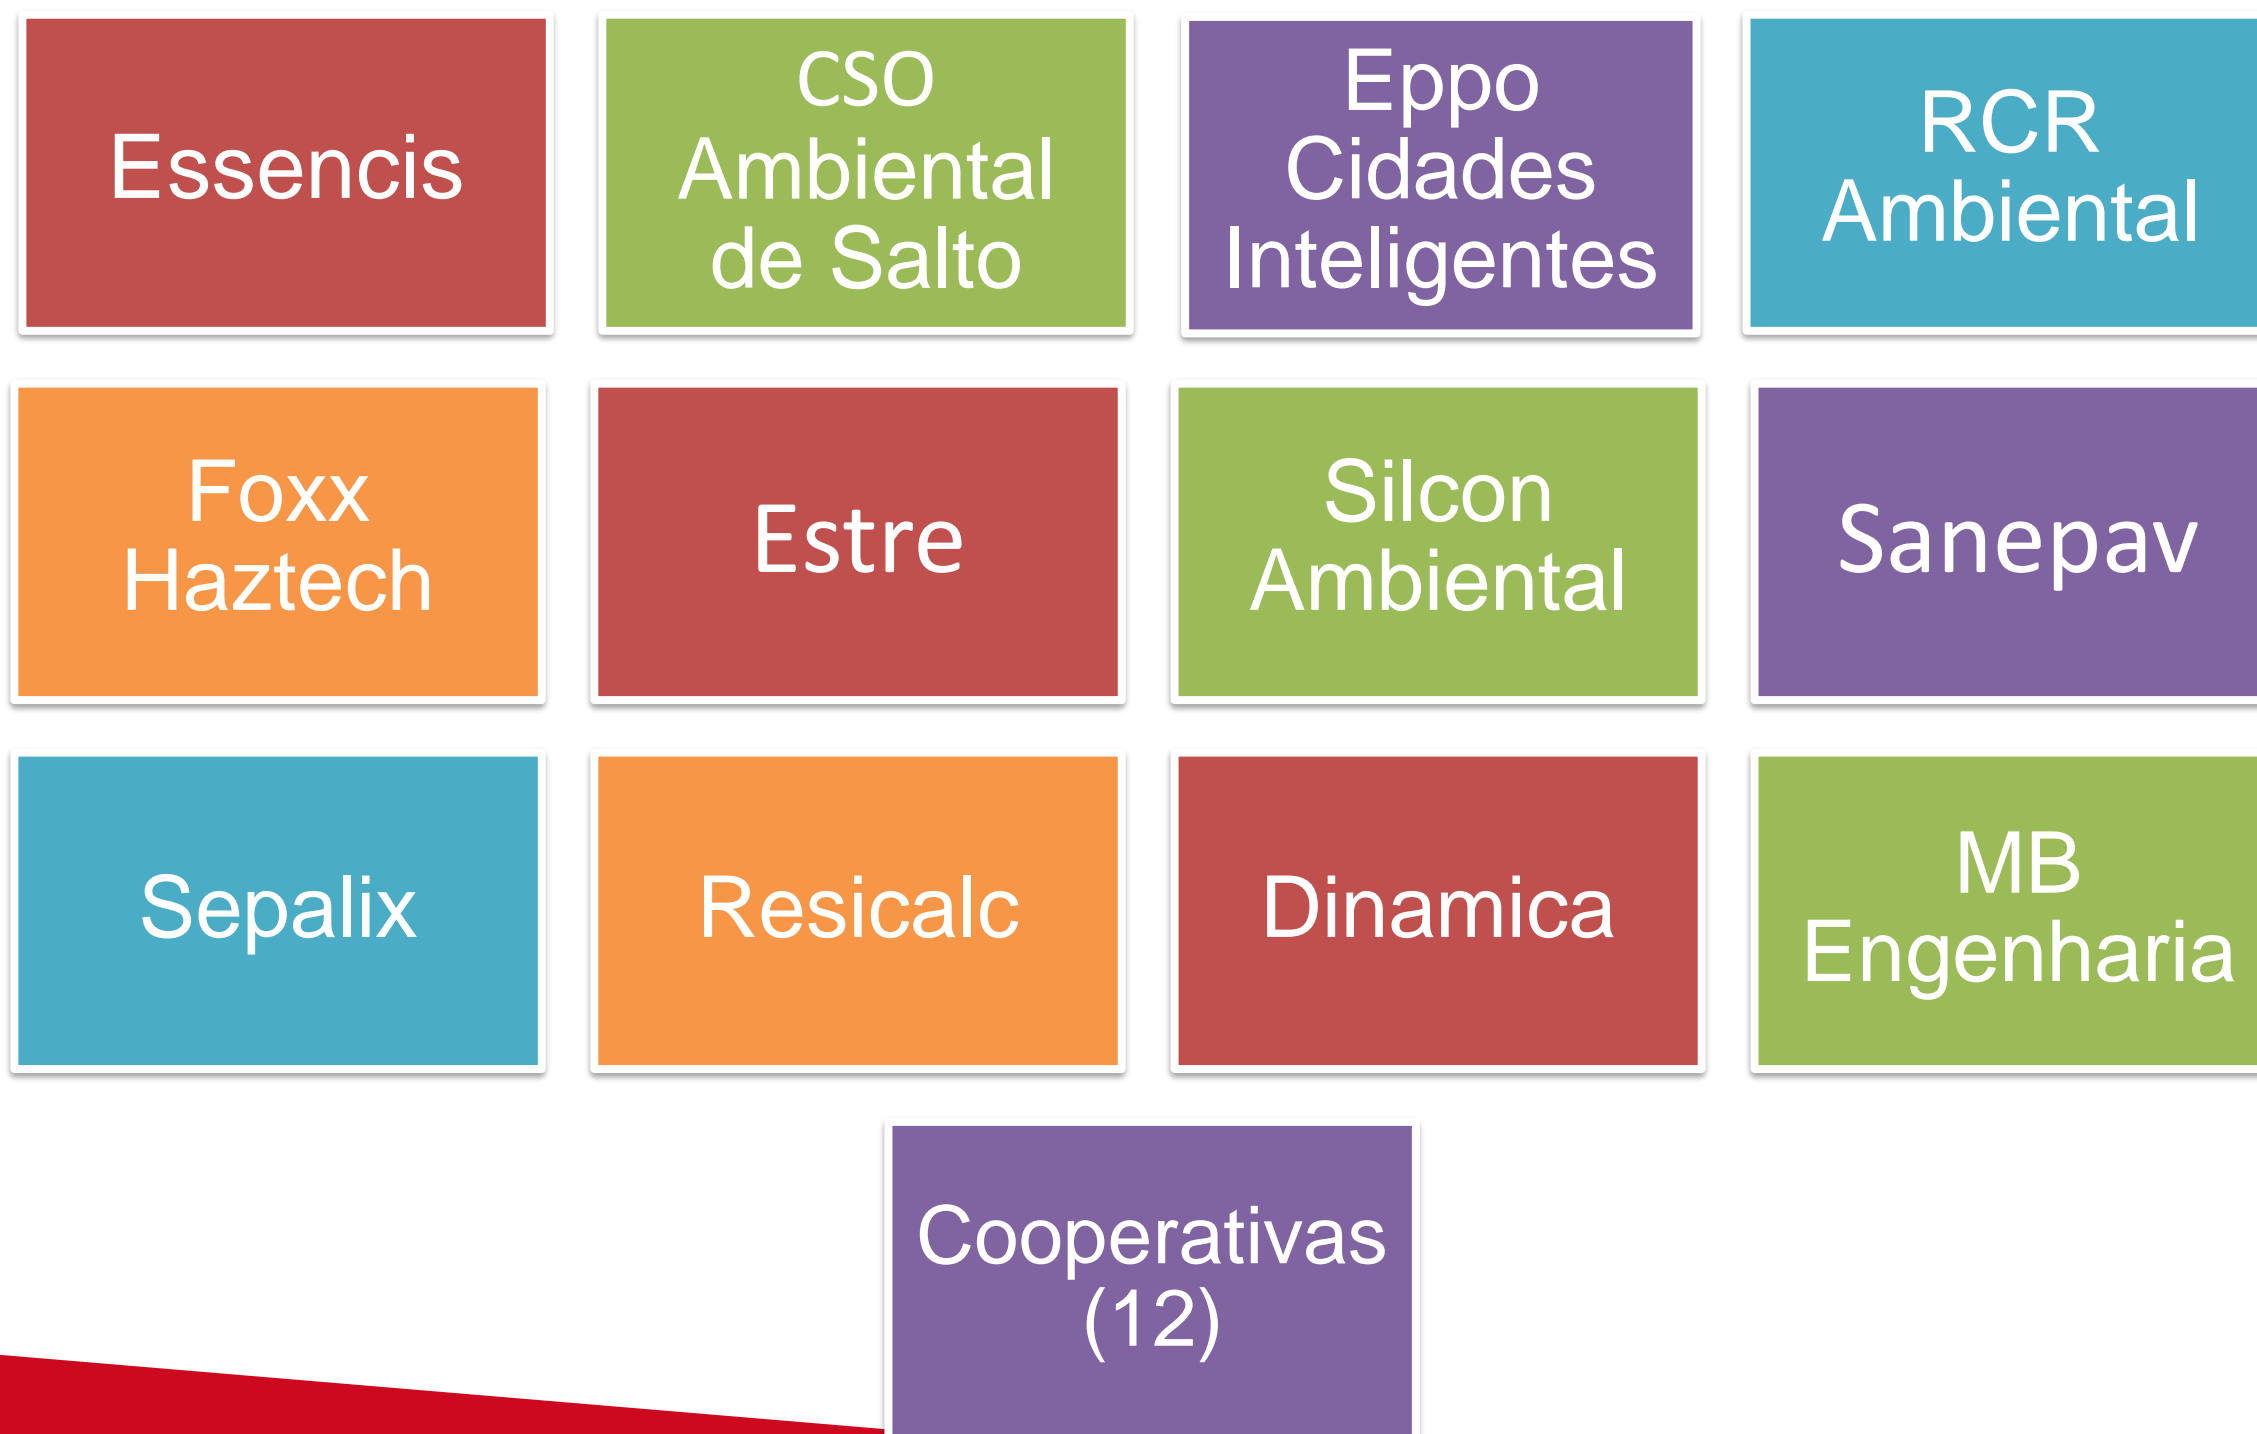 Essencis
CSO
Ambiental
de Salto
Eppo
Cidades
Inteligentes
RCR
Ambiental
Foxx
Haztech
Estre
Silcon
Ambiental
Sanepav
Sepalix
Resicalc
Dinamica
MB
Engenharia
Cooperativas
(12)